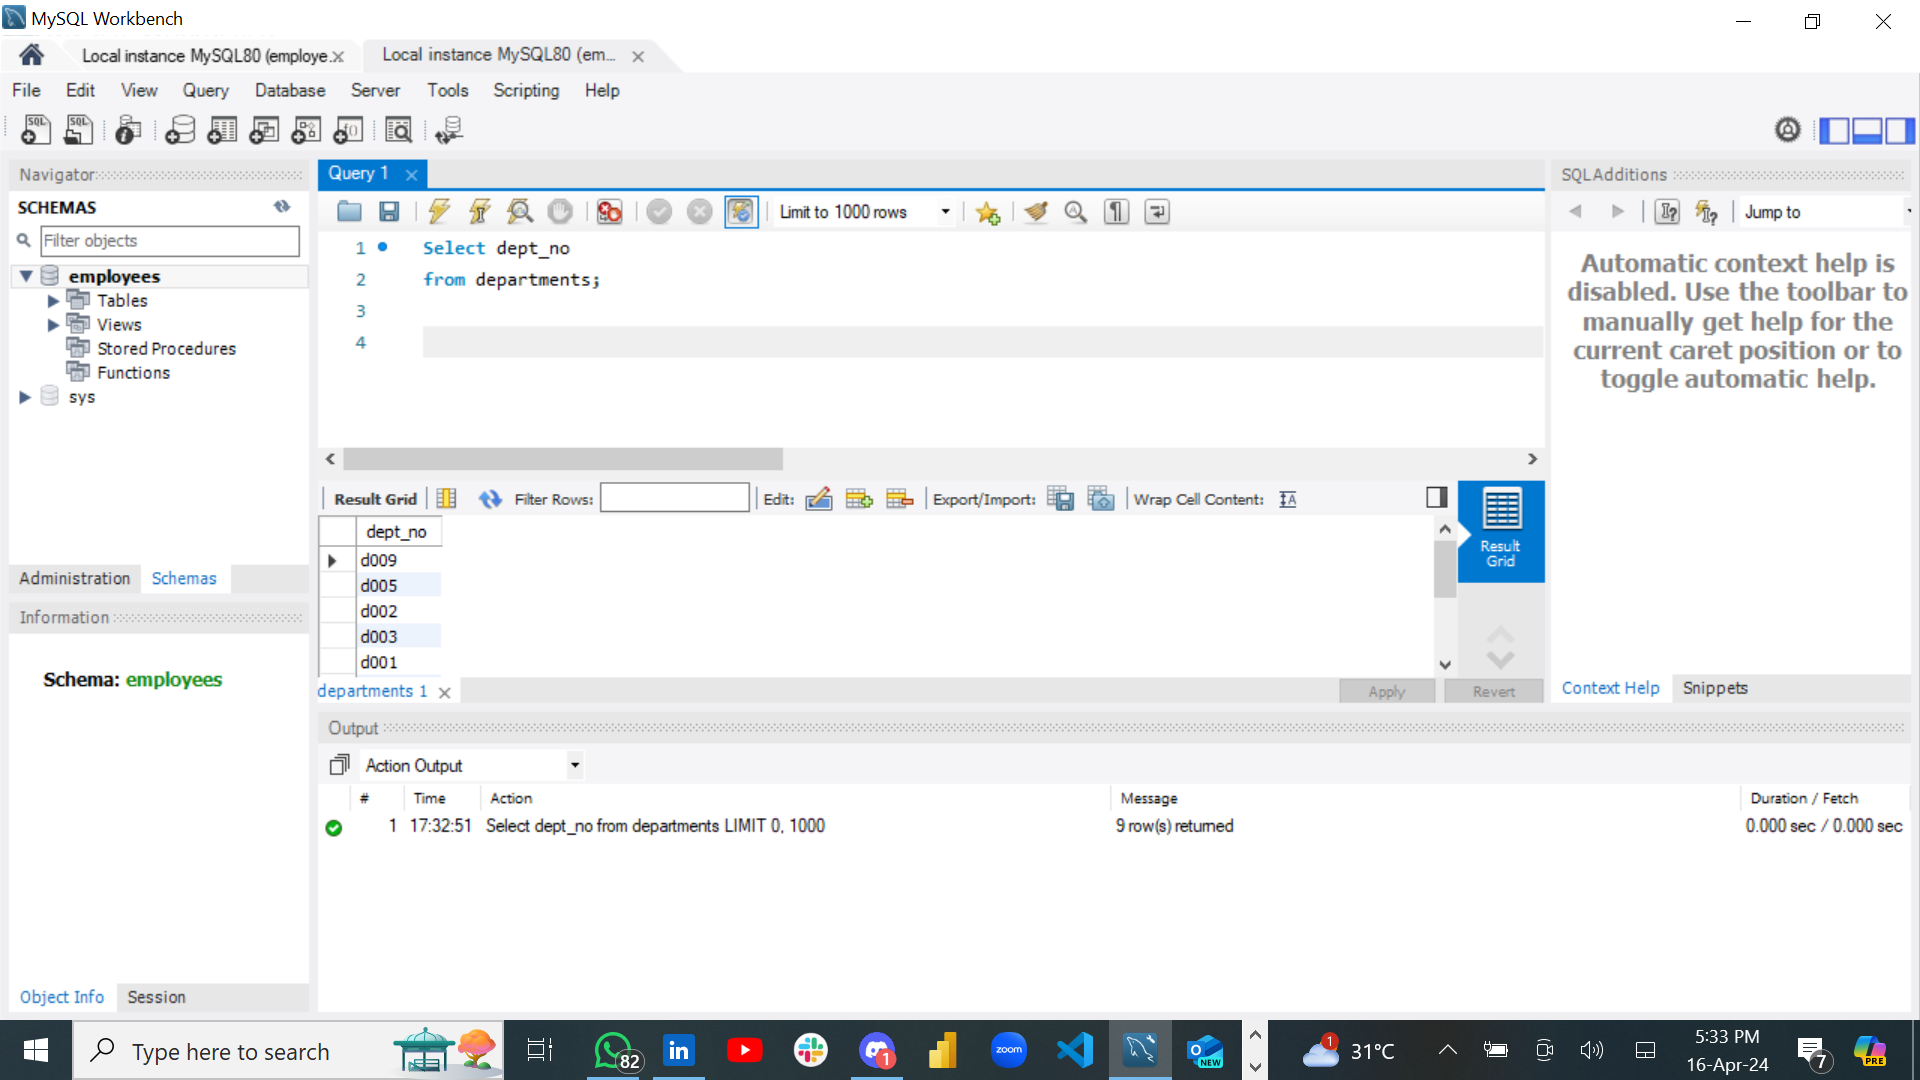 MySQL Workbench
Local instance MySQL80 (employe.x
Local instance MySQL80 (em...
File Edit View Query Database Server Tools Scripting Help
Navigator
SCHEMAS
Filter objects
employees
Tables
Views
Stored Procedures
Functions
sys
Administration Schemas
Information
Schema: employees
Object Info Session
Query 1
Limit to 1000 rows
1 Select dept_no
2 from departments;
3
4
Result Grid Filter Rows: Edit: Export/Import: Wrap Cell Content:
dept_no
d009
d005
d002
d003
d001
Result
Grid
departments 1
Apply Revert
SQLAdditions
Jump to
Automatic context help is
disabled. Use the toolbar to
manually get help for the
current caret position or to
toggle automatic help.
Context Help Snippets
Output
Action Output
# Time Action Message Duration / Fetch
1 17:32:51 Select dept_no from departments LIMIT 0, 1000 9 row(s) returned 0.000 sec / 0.000 sec
Type here to search
82
in
1
zoom
NEW
1
31°C
5:33 PM
16-Apr-24
7
PRE